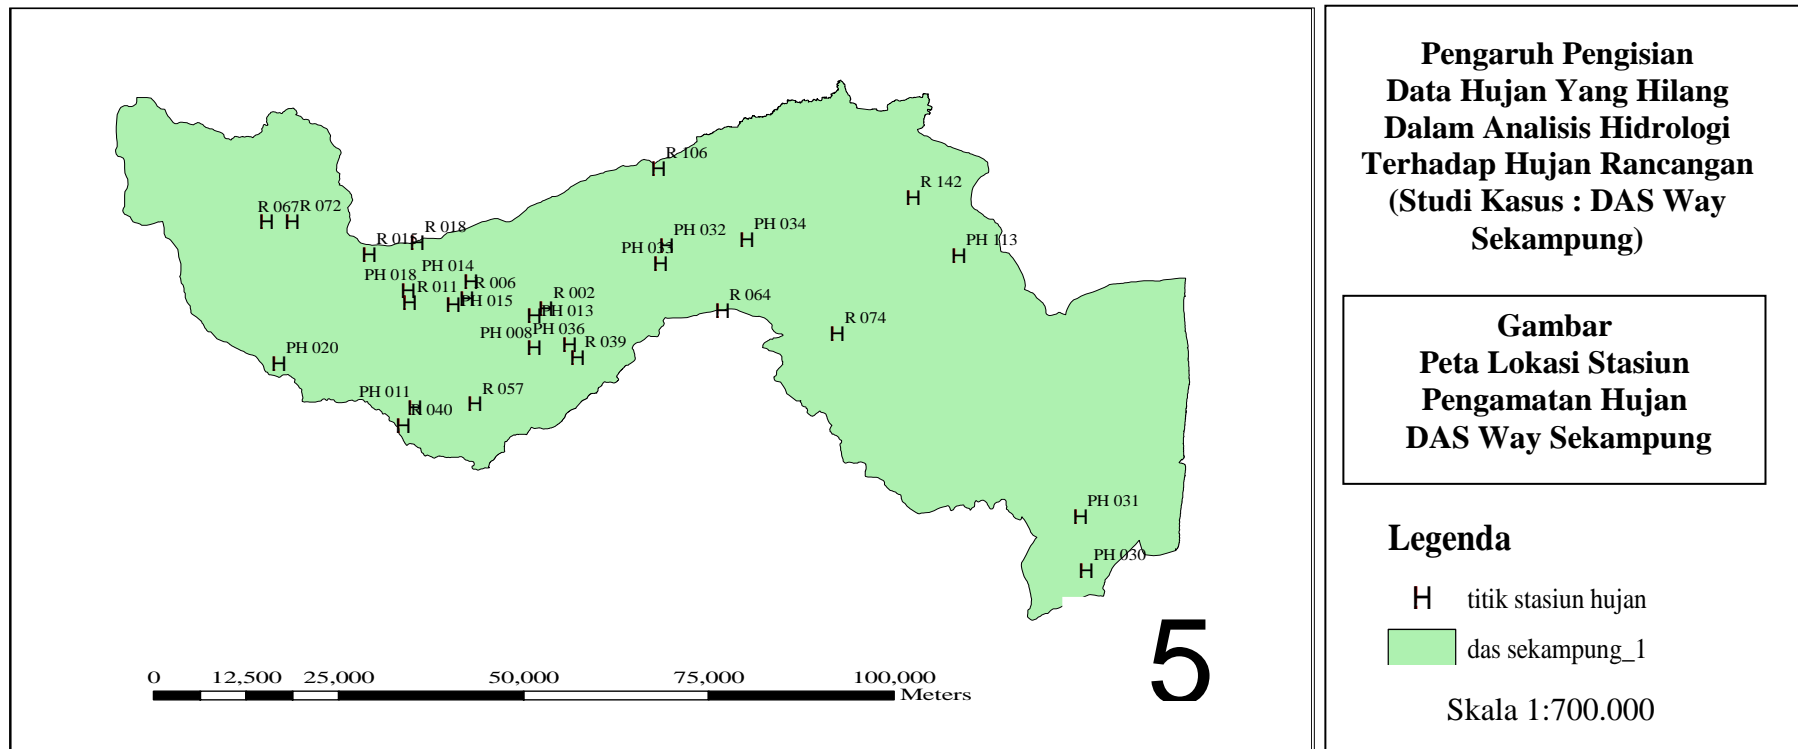 Pengaruh Pengisian
Data Hujan Yang Hilang
Dalam Analisis Hidrologi
Terhadap Hujan Rancangan
(Studi Kasus : DAS Way
Sekampung)
Gambar
Peta Lokasi Stasiun
Pengamatan Hujan
DAS Way Sekampung
Legenda
H titik stasiun hujan
das sekampung_1
Skala 1:700.000
R 106
R 142
R 067
R 072
R 018
R 015
PH 032
PH 034
PH 033
PH 113
PH 014
PH 018
R 011
R 006
PH 015
R 002
PH 013
R 064
R 074
PH 008
PH 036
R 039
PH 020
PH 011
R 040
R 057
PH 031
PH 030
0 12,500 25,000 50,000 75,000 100,000
Meters
5